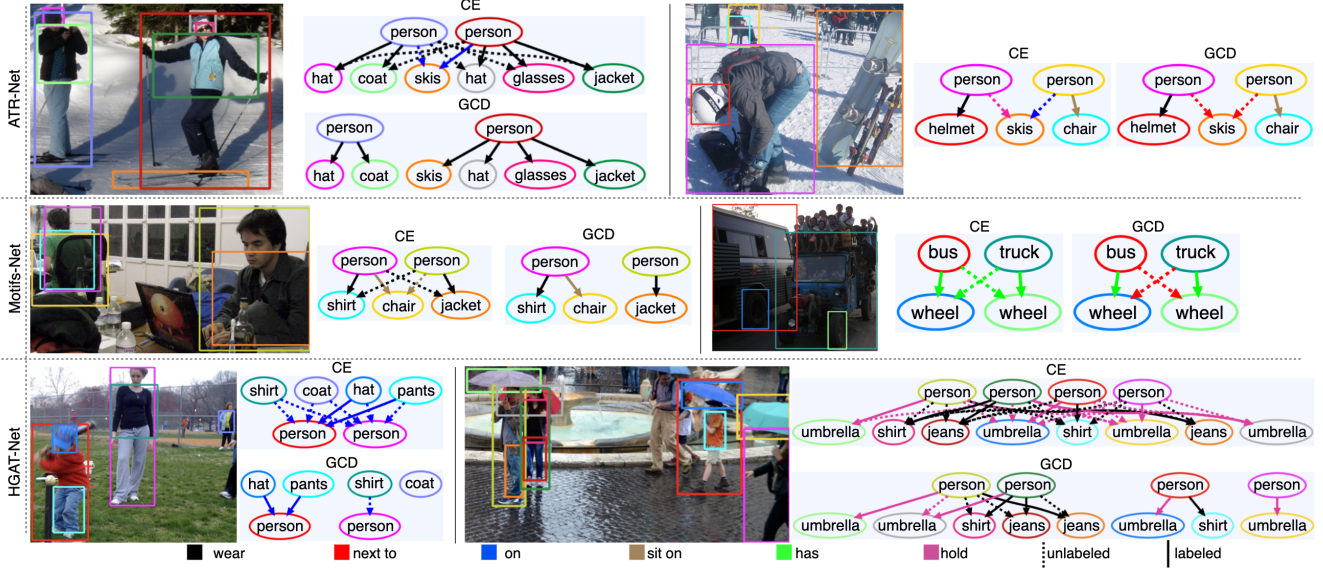 ATR-Net
CE
person person
hat coat skis hat glasses jacket
GCD
person person
hat coat skis hat glasses jacket
CE
person person
helmet skis chair
GCD
person person
helmet skis chair
Motifs-Net
CE
person person
shirt chair jacket
GCD
person person
shirt chair jacket
CE
bus truck
wheel wheel
GCD
bus truck
wheel wheel
HGAT-Net
CE
shirt coat hat pants
person person
GCD
hat pants shirt coat
person person
CE
person person person person
umbrella shirt jeans umbrella shirt umbrella jeans umbrella
GCD
person person person person
umbrella umbrella shirt jeans jeans umbrella shirt umbrella
wear next to on sit on has hold unlabeled labeled